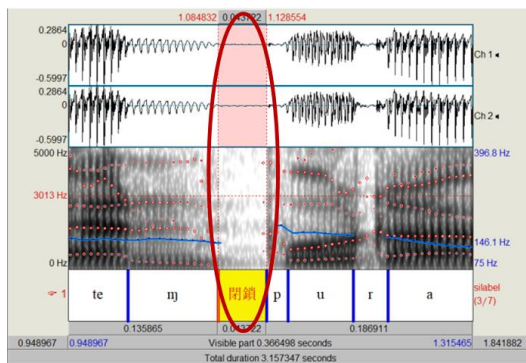 1.084832 0.043722 1.128554
0.2864
0
-0.5997
Ch 1
0.2864
0
-0.5997
Ch 2
5000 Hz
3013 Hz
0 Hz
396.8 Hz
146.1 Hz
75 Hz
1 te ɱ 閉鎖 p u r a silabel
(3/7)
0.135865 0.043722 0.186911
0.948967 0.948967 Visible part 0.366498 seconds 1.315465 1.841882
Total duration 3.157347 seconds